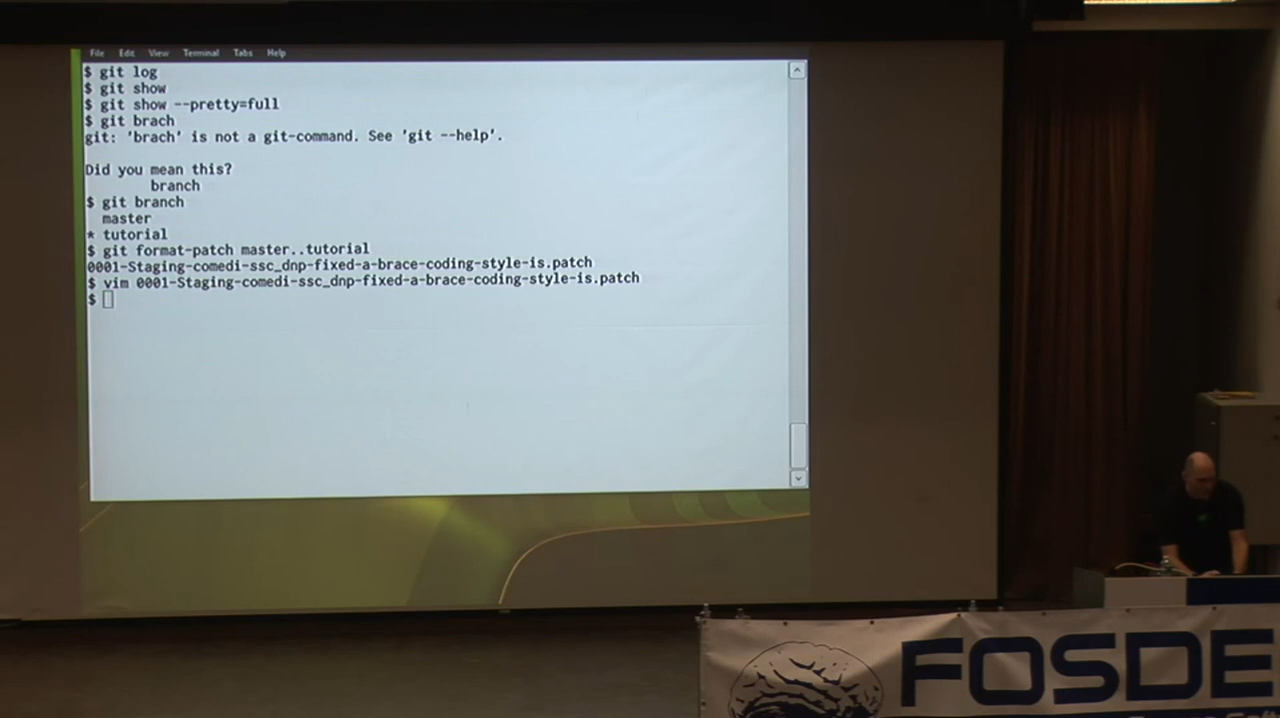 File Edit View Terminal Tabs Help
$ git log
$ git show
$ git show --pretty=full
$ git brach
git: 'brach' is not a git-command. See 'git --help'.
Did you mean this?
branch
$ git branch
master
* tutorial
$ git format-patch master..tutorial
0001-Staging-comedi-ssc_dnp-fixed-a-brace-coding-style-is.patch
$ vim 0001-Staging-comedi-ssc_dnp-fixed-a-brace-coding-style-is.patch
$
FOSDE